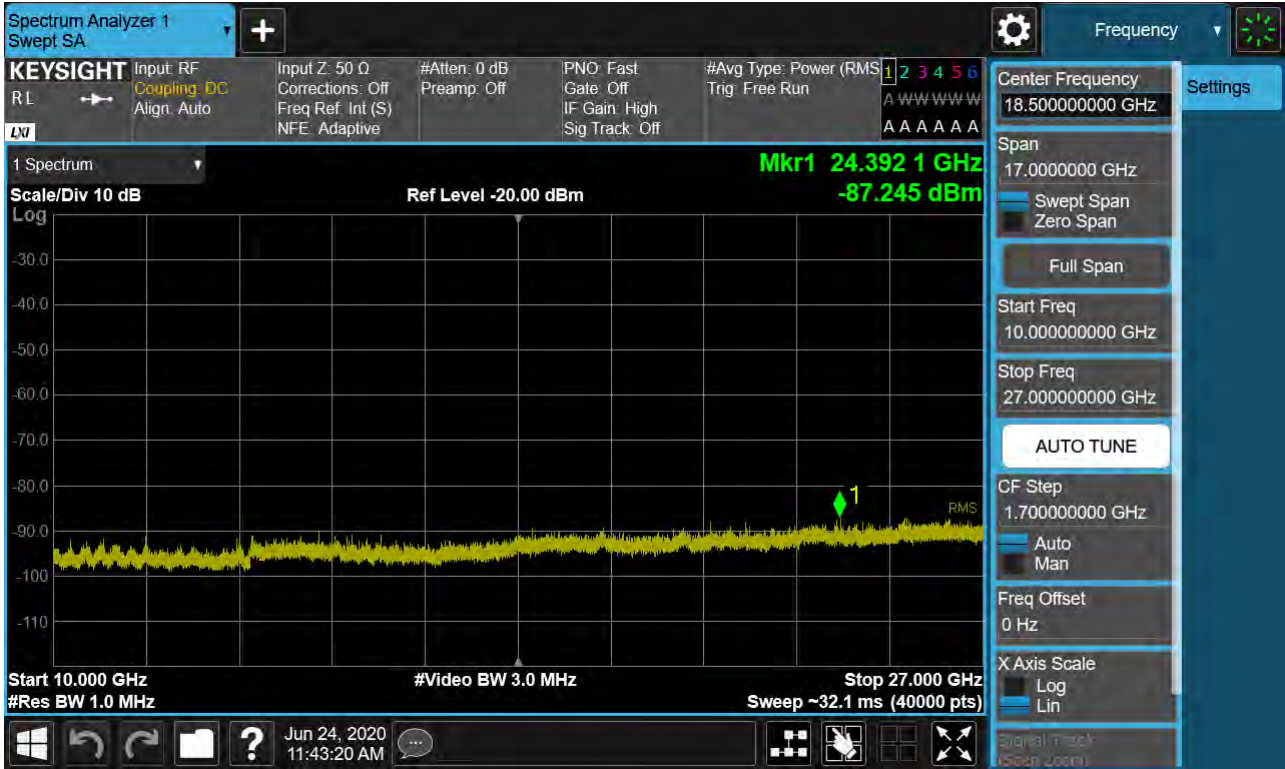 Spectrum Analyzer 1
Swept SA
+
Frequency
KEYSIGHT
RL
LXI
Input: RF
Coupling: DC
Align: Auto
Input Z: 50 Ω
Corrections: Off
Freq Ref: Int (S)
NFE: Adaptive
#Atten: 0 dB
Preamp: Off
PNO: Fast
Gate: Off
IF Gain: High
Sig Track: Off
#Avg Type: Power (RMS
Trig: Free Run
1 2 3 4 5 6
A W W W W W
A A A A A A
1 Spectrum
Scale/Div 10 dB
Log
Ref Level -20.00 dBm
Mkr1 24.392 1 GHz
-87.245 dBm
-30.0
-40.0
-50.0
-60.0
-70.0
-80.0
-90.0
-100
-110
1
RMS
Start 10.000 GHz
#Res BW 1.0 MHz
#Video BW 3.0 MHz
Stop 27.000 GHz
Sweep ~32.1 ms (40000 pts)
Center Frequency
18.500000000 GHz
Settings
Span
17.0000000 GHz
Swept Span
Zero Span
Full Span
Start Freq
10.000000000 GHz
Stop Freq
27.000000000 GHz
AUTO TUNE
CF Step
1.700000000 GHz
Auto
Man
Freq Offset
0 Hz
X Axis Scale
Log
Lin
Signal Track
(Span Zoom)
?
Jun 24, 2020
11:43:20 AM